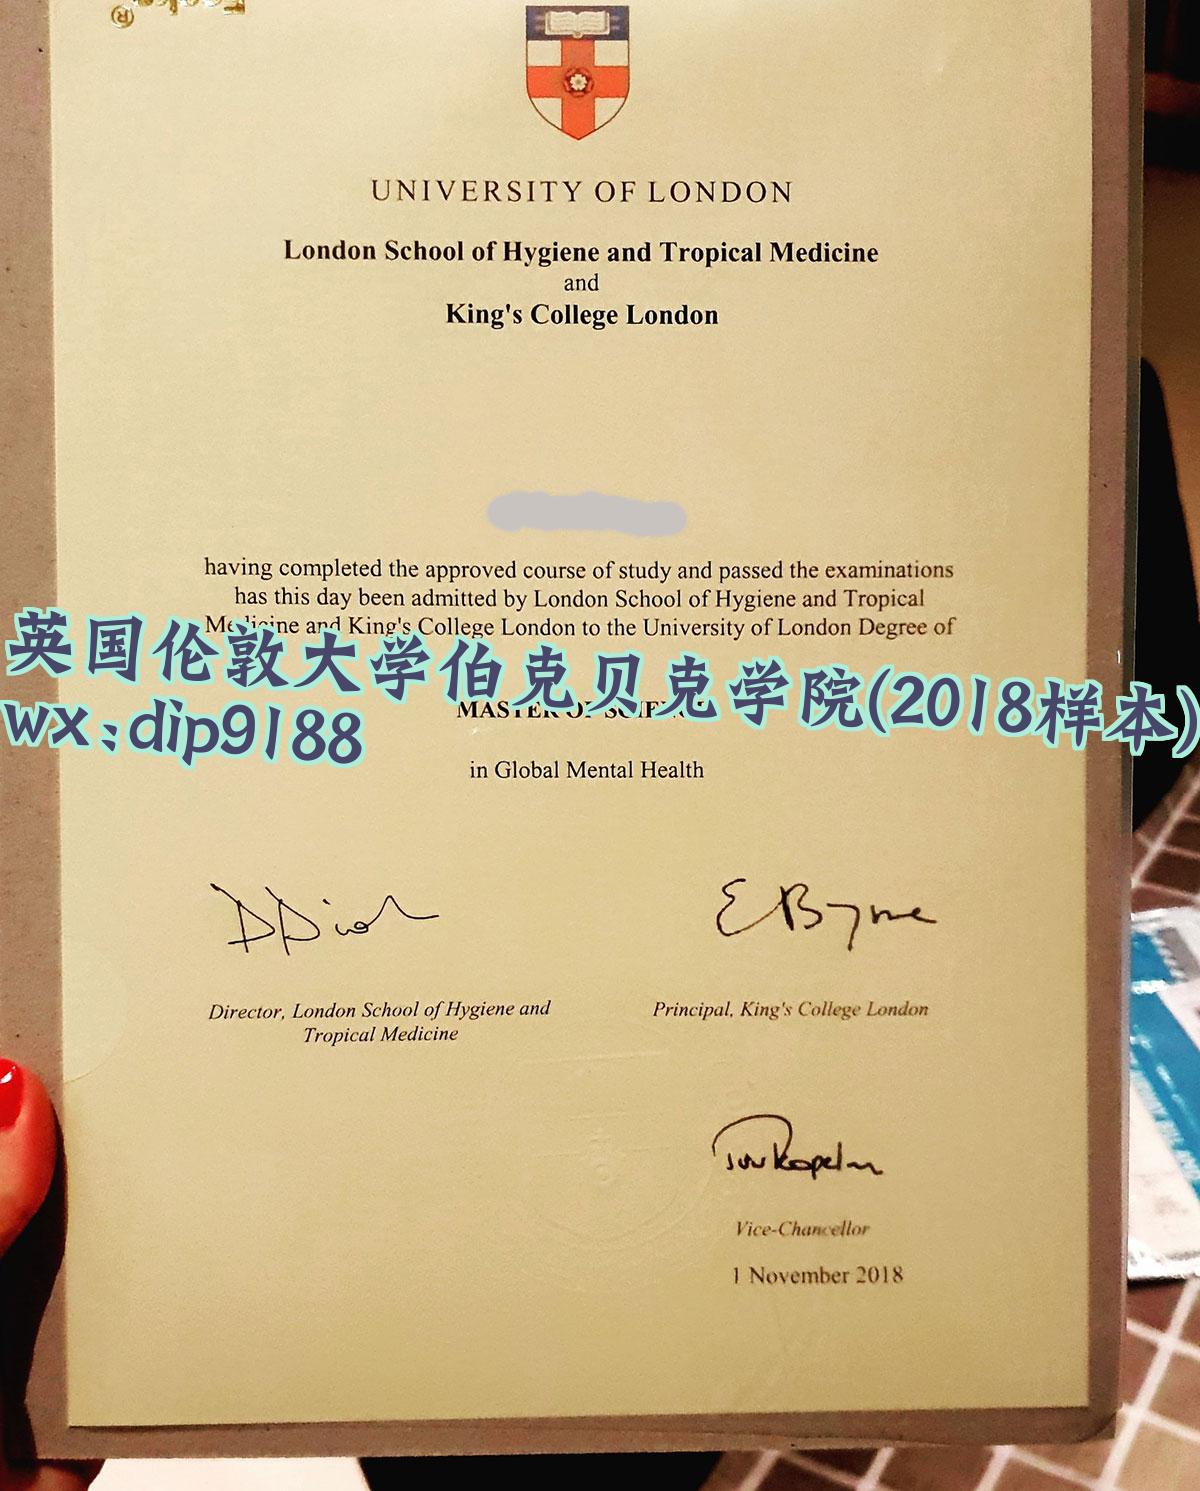 UNIVERSITY OF LONDON
London School of Hygiene and Tropical Medicine
and
King's College London
having completed the approved course of study and passed the examinations
has this day been admitted by London School of Hygiene and Tropical
Medicine and King's College London to the University of London Degree of
英国伦敦大学伯克贝克学院(2018样本)
wx:dip9188
MASTER OF SCIENCE
in Global Mental Health
E Byrne
Director, London School of Hygiene and
Tropical Medicine
Principal, King's College London
Vice-Chancellor
1 November 2018